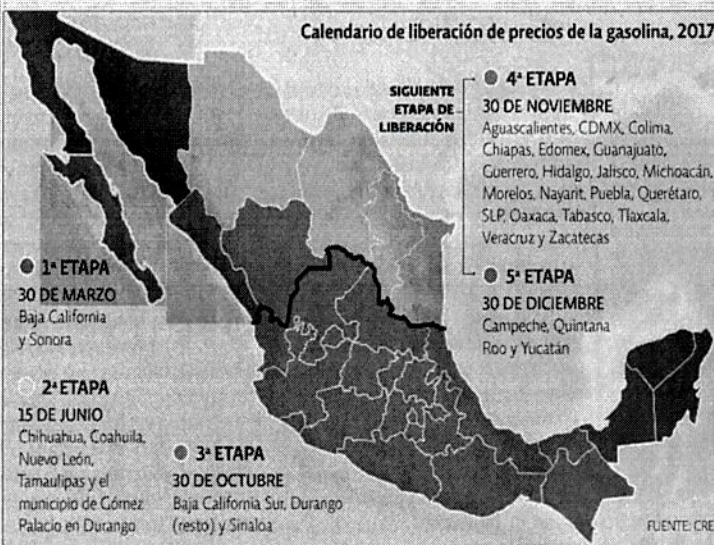 Calendario de liberación de precios de la gasolina, 2017
SIGUIENTE
ETAPA DE
LIBERACIÓN
4ª ETAPA
30 DE NOVIEMBRE
Aguascalientes, CDMX, Colima,
Chiapas, Edomex, Guanajuato,
Guerrero, Hidalgo, Jalisco, Michoacán,
Morelos, Nayarit, Puebla, Querétaro,
SLP, Oaxaca, Tabasco, Tlaxcala,
Veracruz y Zacatecas
5ª ETAPA
30 DE DICIEMBRE
Campeche, Quintana
Roo y Yucatán
1ª ETAPA
30 DE MARZO
Baja California
y Sonora
2ª ETAPA
15 DE JUNIO
Chihuahua, Coahuila,
Nuevo León,
Tamaulipas y el
municipio de Gómez
Palacio en Durango
3ª ETAPA
30 DE OCTUBRE
Baja California Sur, Durango
(resto) y Sinaloa
FUENTE: CRE